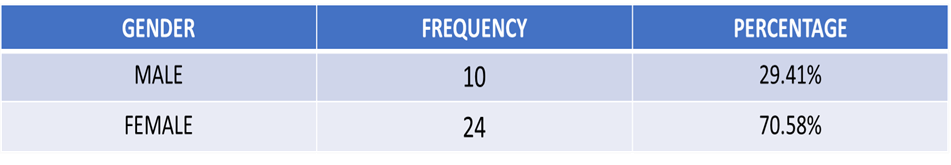 GENDER FREQUENCY PERCENTAGE
MALE 10 29.41%
FEMALE 24 70.58%